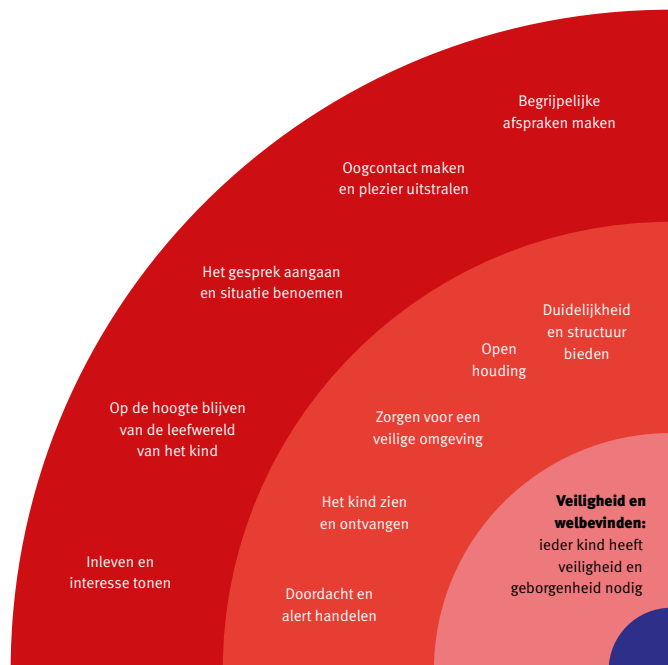 Begrijpelijke
afspraken maken
Oogcontact maken
en plezier uitstralen
Het gesprek aangaan
en situatie benoemen
Op de hoogte blijven
van de leefwereld
van het kind
Inleven en
interesse tonen
Duidelijkheid
en structuur
bieden
Open
houding
Zorgen voor een
veilige omgeving
Het kind zien
en ontvangen
Doordacht en
alert handelen
Veiligheid en
welbevinden:
ieder kind heeft
veiligheid en
geborgenheid nodig